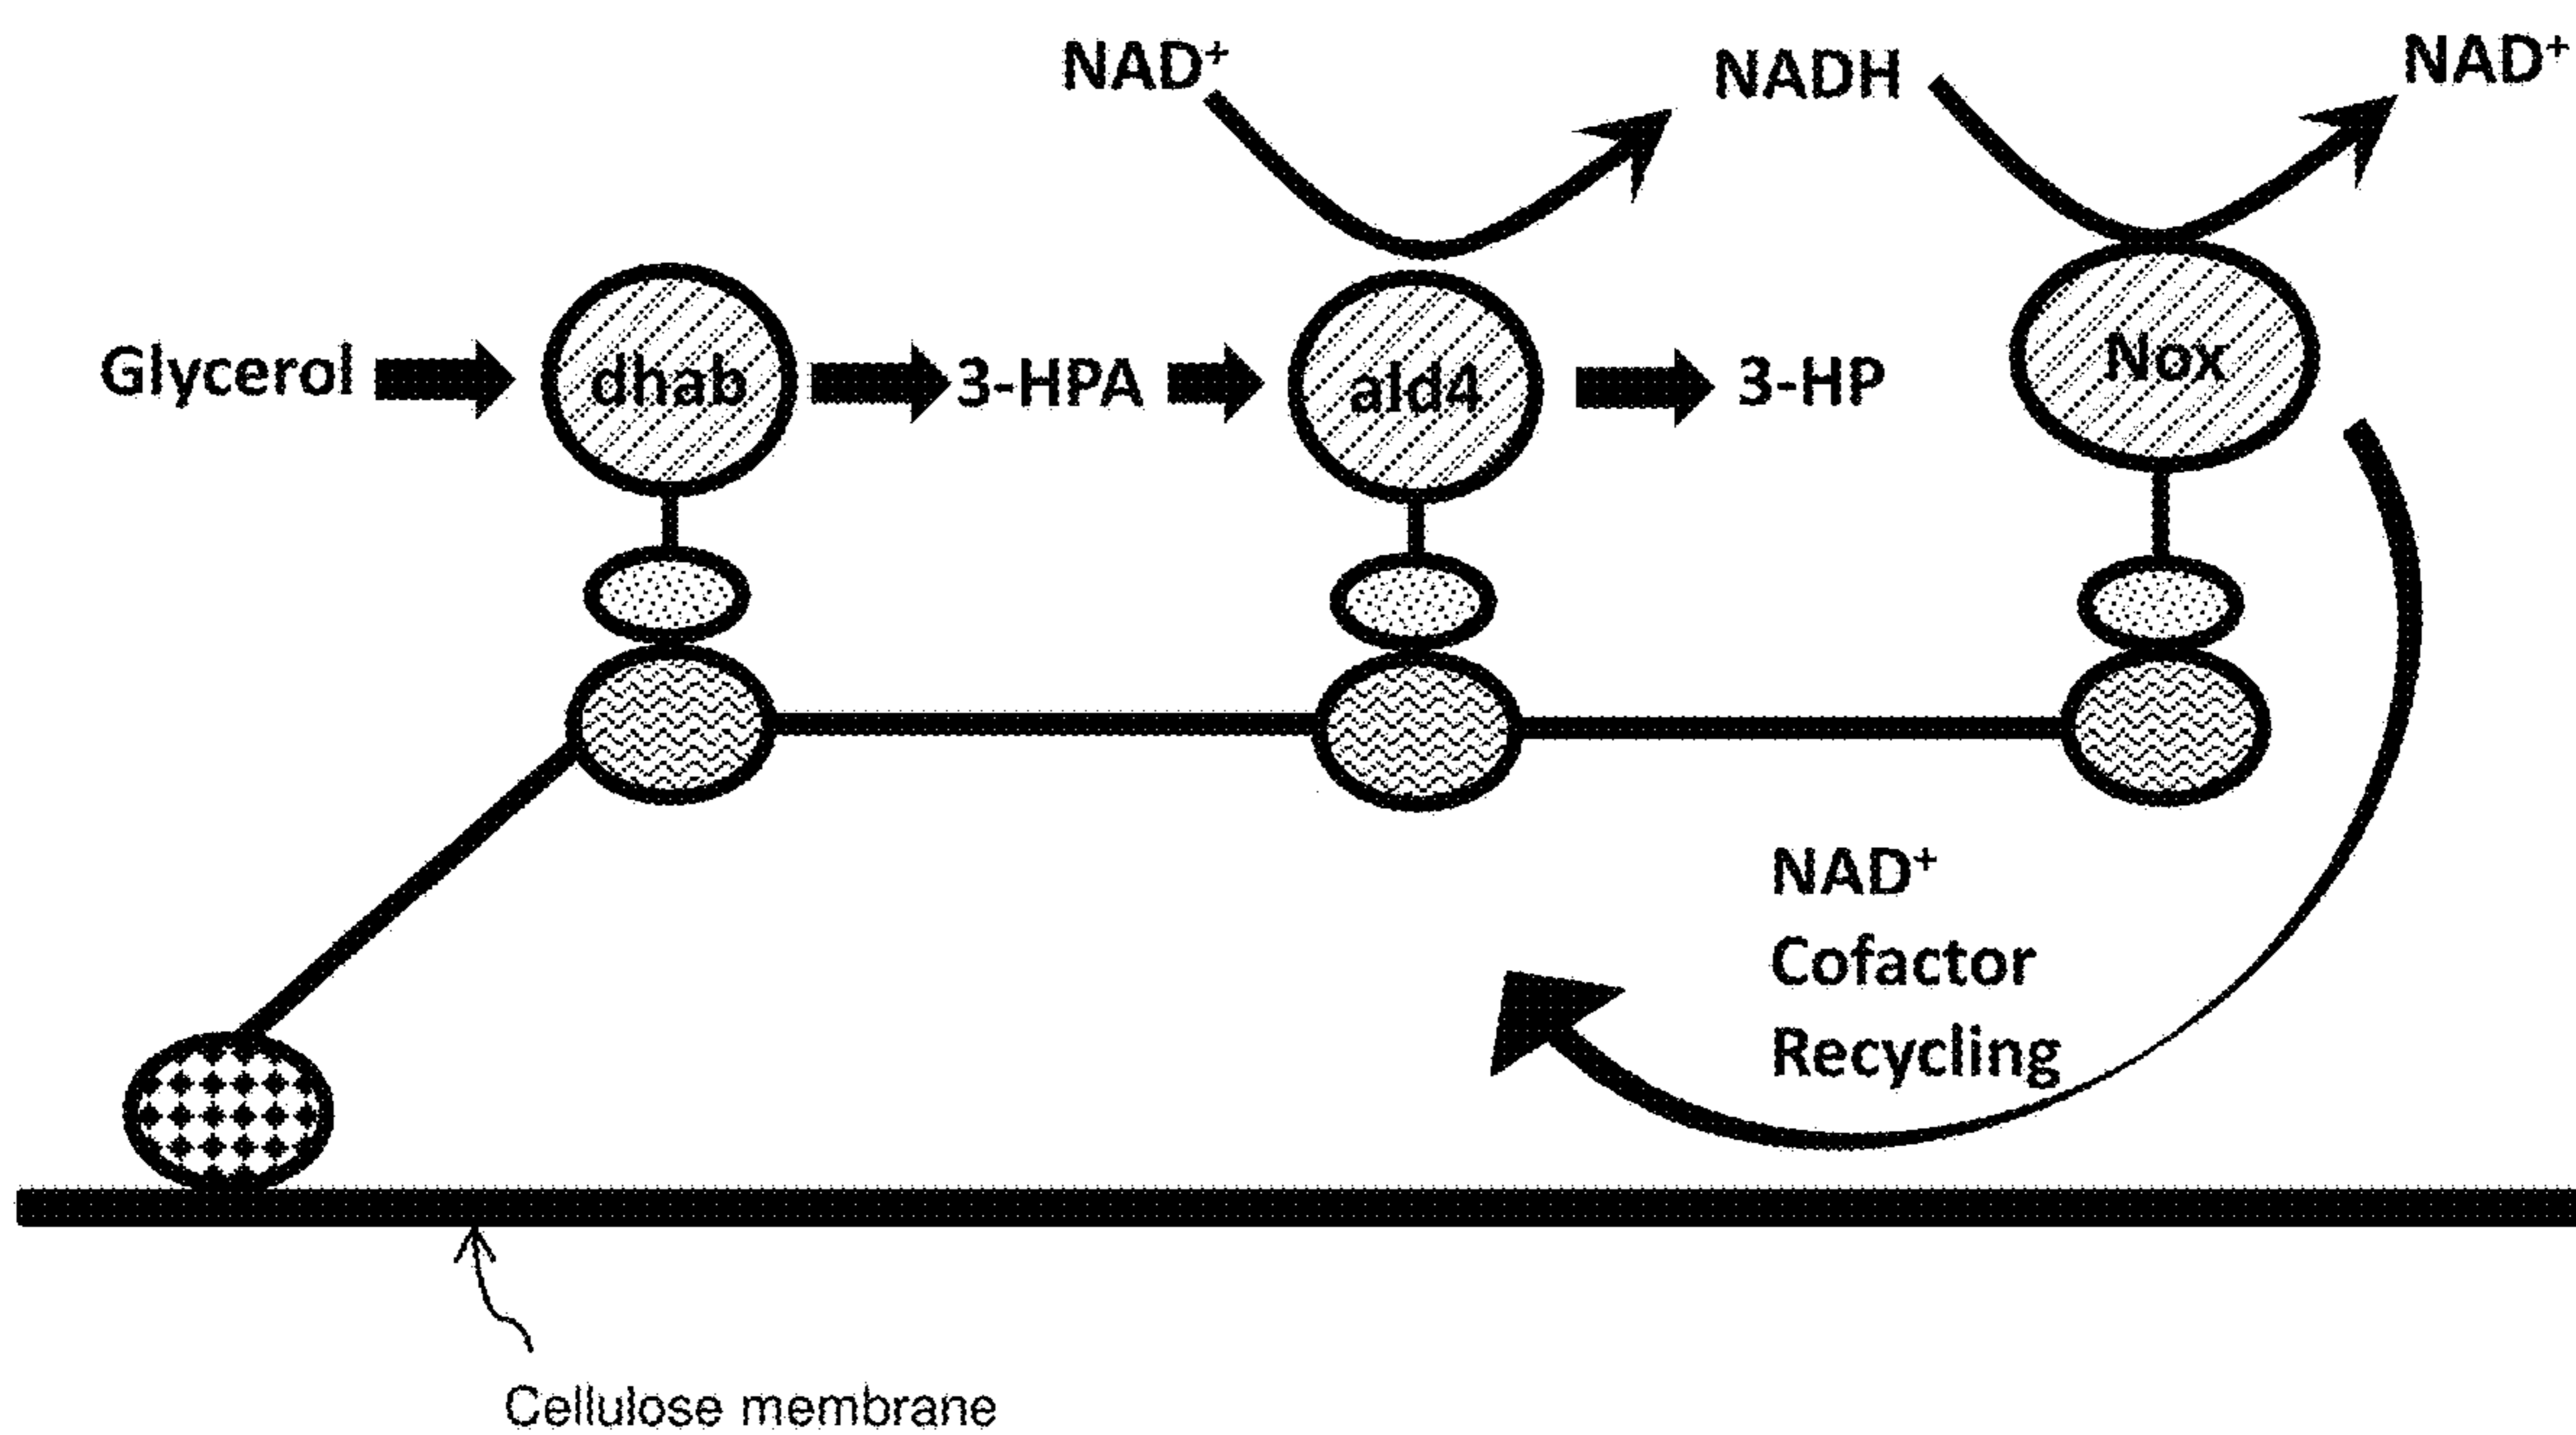 NAD⁺
NADH
NAD⁺
Glycerol
dhab
3-HPA
ald4
3-HP
Nox
NAD⁺
Cofactor
Recycling
Cellulose membrane